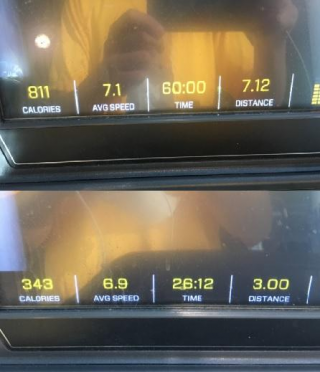 811 7.1 60:00 7.12
CALORIES AVG SPEED TIME DISTANCE
343 6.9 26:12 3.00
CALORIES AVG SPEED TIME DISTANCE